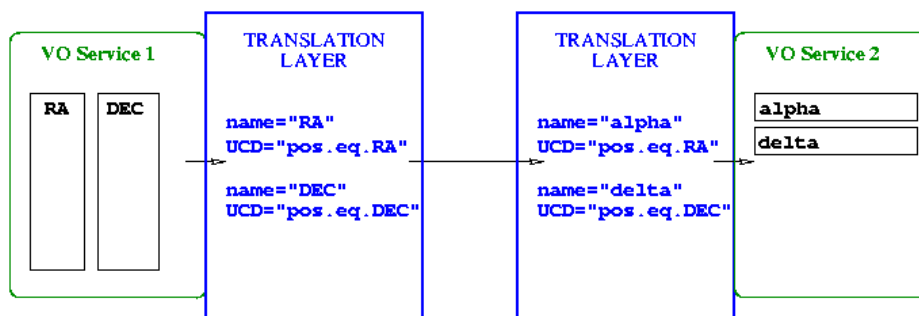 VO Service 1
RA
DEC
TRANSLATION
LAYER
name="RA"
UCD="pos.eq.RA"
name="DEC"
UCD="pos.eq.DEC"
TRANSLATION
LAYER
name="alpha"
UCD="pos.eq.RA"
name="delta"
UCD="pos.eq.DEC"
VO Service 2
alpha
delta